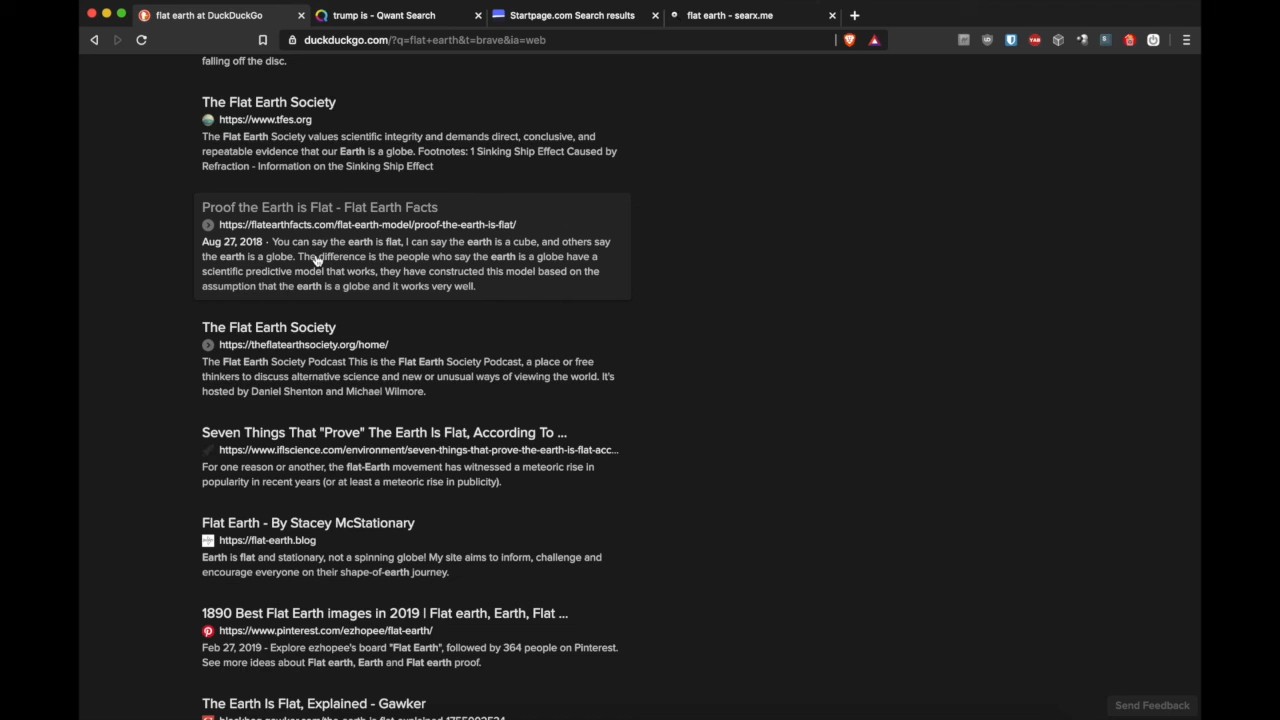 flat earth at DuckDuckGo
trump is - Qwant Search
Startpage.com Search results
flat earth - searx.me
duckduckgo.com/?q=flat+earth&t=brave&ia=web
falling off the disc.
The Flat Earth Society
https://www.tfes.org
The Flat Earth Society values scientific integrity and demands direct, conclusive, and
repeatable evidence that our Earth is a globe. Footnotes: 1 Sinking Ship Effect Caused by
Refraction - Information on the Sinking Ship Effect
Proof the Earth is Flat - Flat Earth Facts
https://flatearthfacts.com/flat-earth-model/proof-the-earth-is-flat/
Aug 27, 2018 · You can say the earth is flat, I can say the earth is a cube, and others say
the earth is a globe. The difference is the people who say the earth is a globe have a
scientific predictive model that works, they have constructed this model based on the
assumption that the earth is a globe and it works very well.
The Flat Earth Society
https://theflatearthsociety.org/home/
The Flat Earth Society Podcast This is the Flat Earth Society Podcast, a place or free
thinkers to discuss alternative science and new or unusual ways of viewing the world. It's
hosted by Daniel Shenton and Michael Wilmore.
Seven Things That "Prove" The Earth Is Flat, According To ...
https://www.iflscience.com/environment/seven-things-that-prove-the-earth-is-flat-acc...
For one reason or another, the flat-Earth movement has witnessed a meteoric rise in
popularity in recent years (or at least a meteoric rise in publicity).
Flat Earth - By Stacey McStationary
https://flat-earth.blog
Earth is flat and stationary, not a spinning globe! My site aims to inform, challenge and
encourage everyone on their shape-of-earth journey.
1890 Best Flat Earth images in 2019 | Flat earth, Earth, Flat ...
https://www.pinterest.com/ezhopee/flat-earth/
Feb 27, 2019 - Explore ezhopee's board "Flat Earth", followed by 364 people on Pinterest.
See more ideas about Flat earth, Earth and Flat earth proof.
The Earth Is Flat, Explained - Gawker
Send Feedback